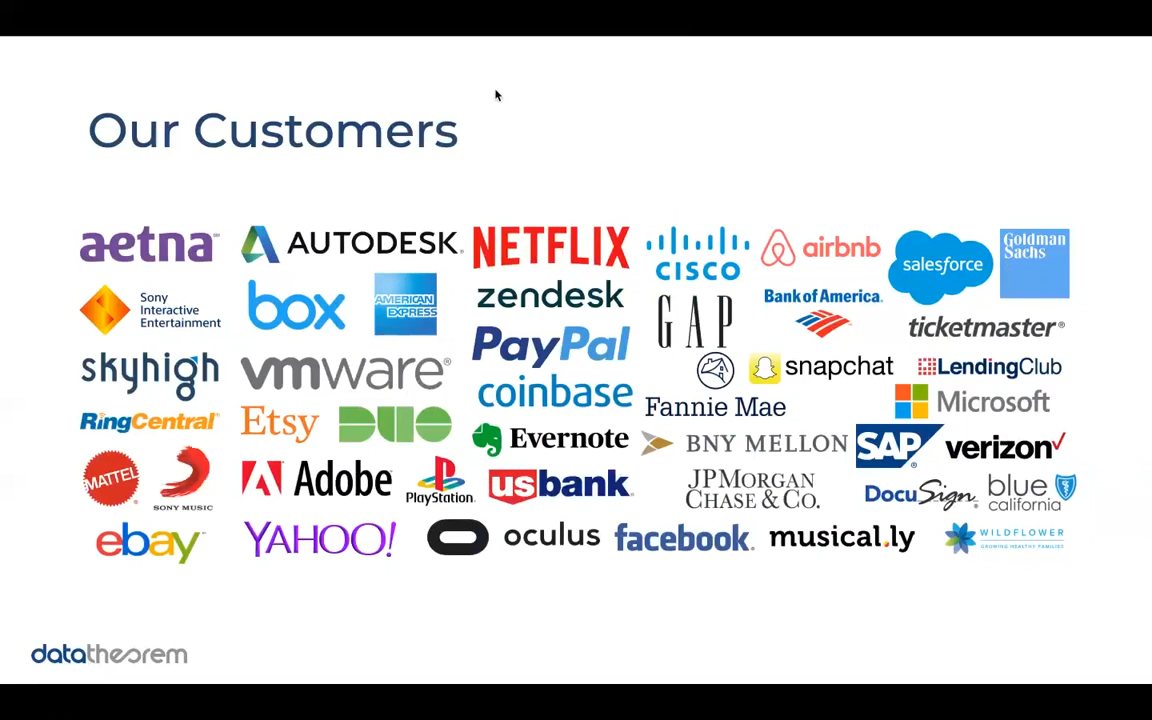 Our Customers
aetna
AUTODESK.
NETFLIX
CISCO
airbnb
salesforce
Goldman
Sachs
Sony
Interactive
Entertainment
box
AMERICAN
EXPRESS
zendesk
GAP
Bank of America.
ticketmaster®
skyhigh
vmware®
PayPal
coinbase
Fannie Mae
snapchat
LendingClub
Microsoft
RingCentral®
Etsy
DUO
Evernote
BNY MELLON
SAP
verizon✓
MATTEL
SONY MUSIC
Adobe
PlayStation.
usbank.
JPMORGAN
CHASE & CO.
DocuSign
blue
california
ebay
YAHOO!
oculus
facebook.
musical.ly
WILDFLOWER
GROWING HEALTHY FAMILIES
datatheorem